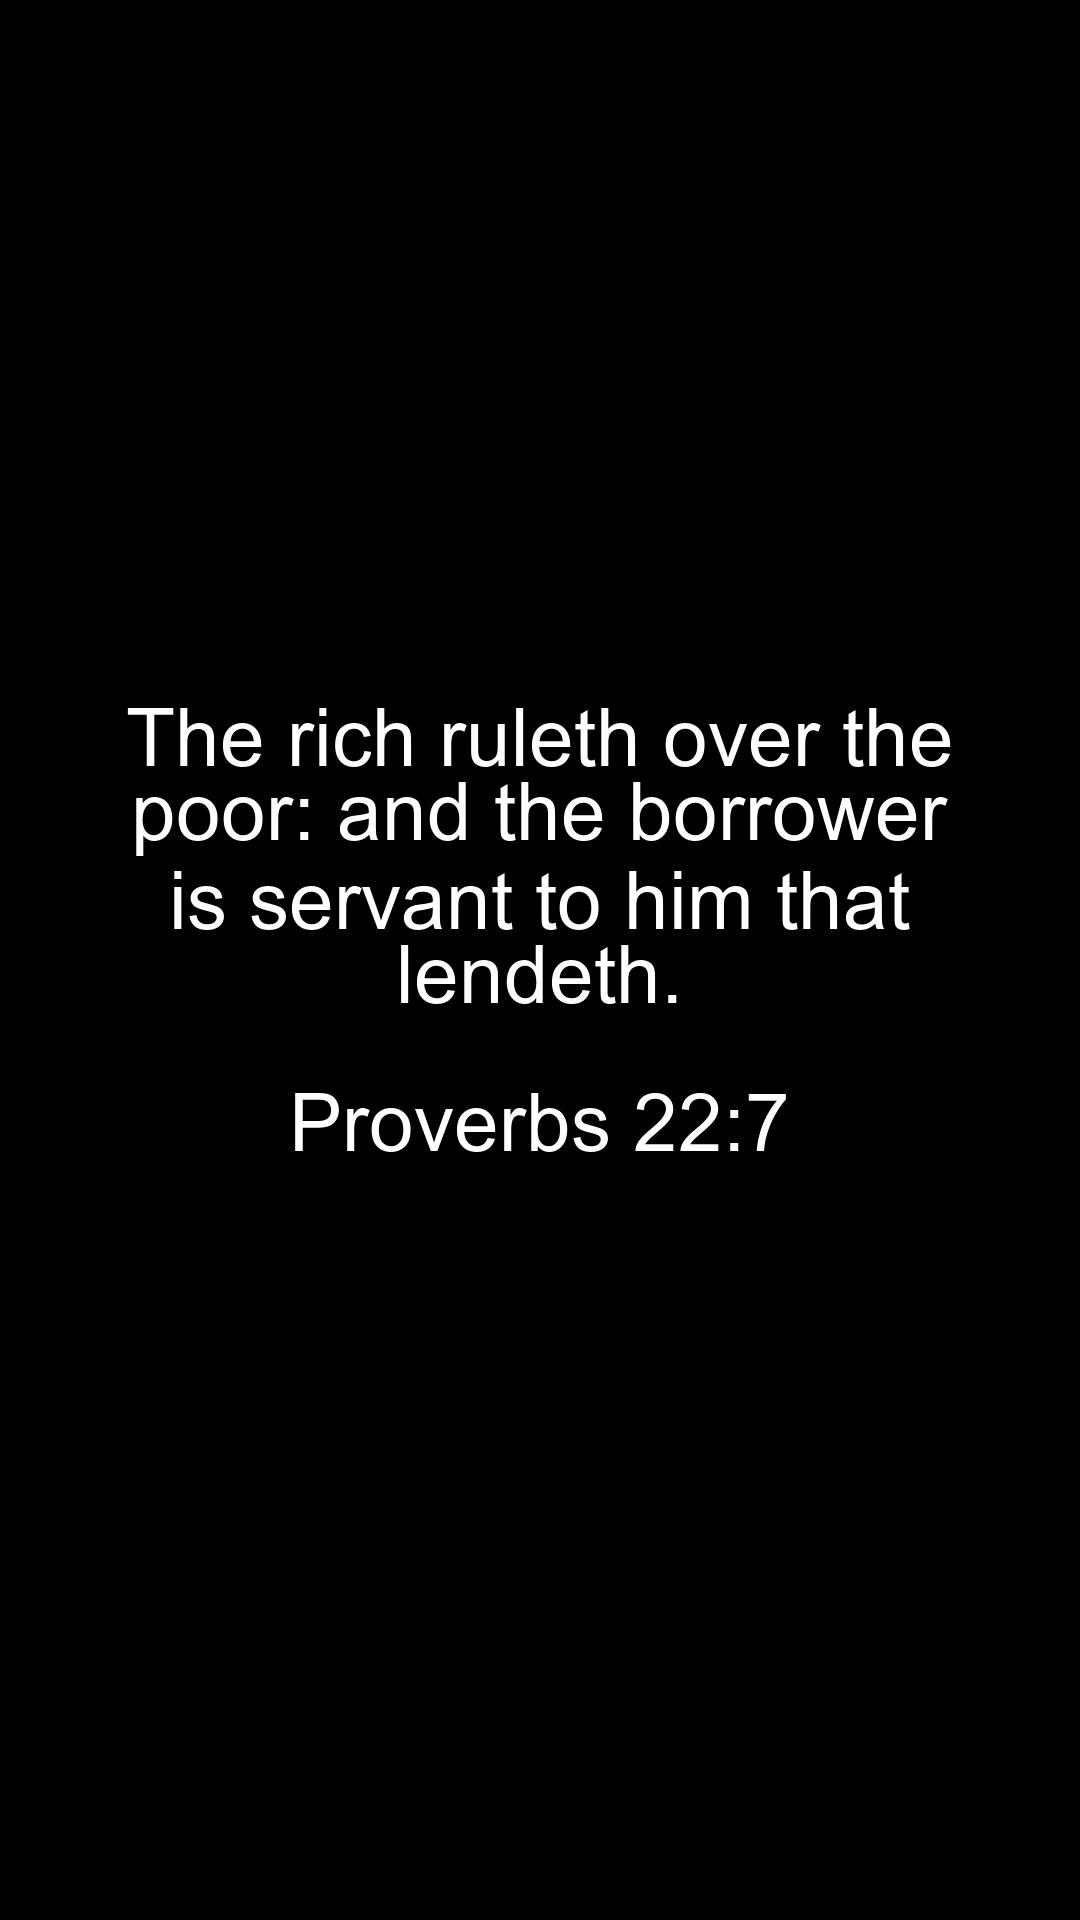 The rich ruleth over the
poor: and the borrower
is servant to him that
lendeth.
Proverbs 22:7